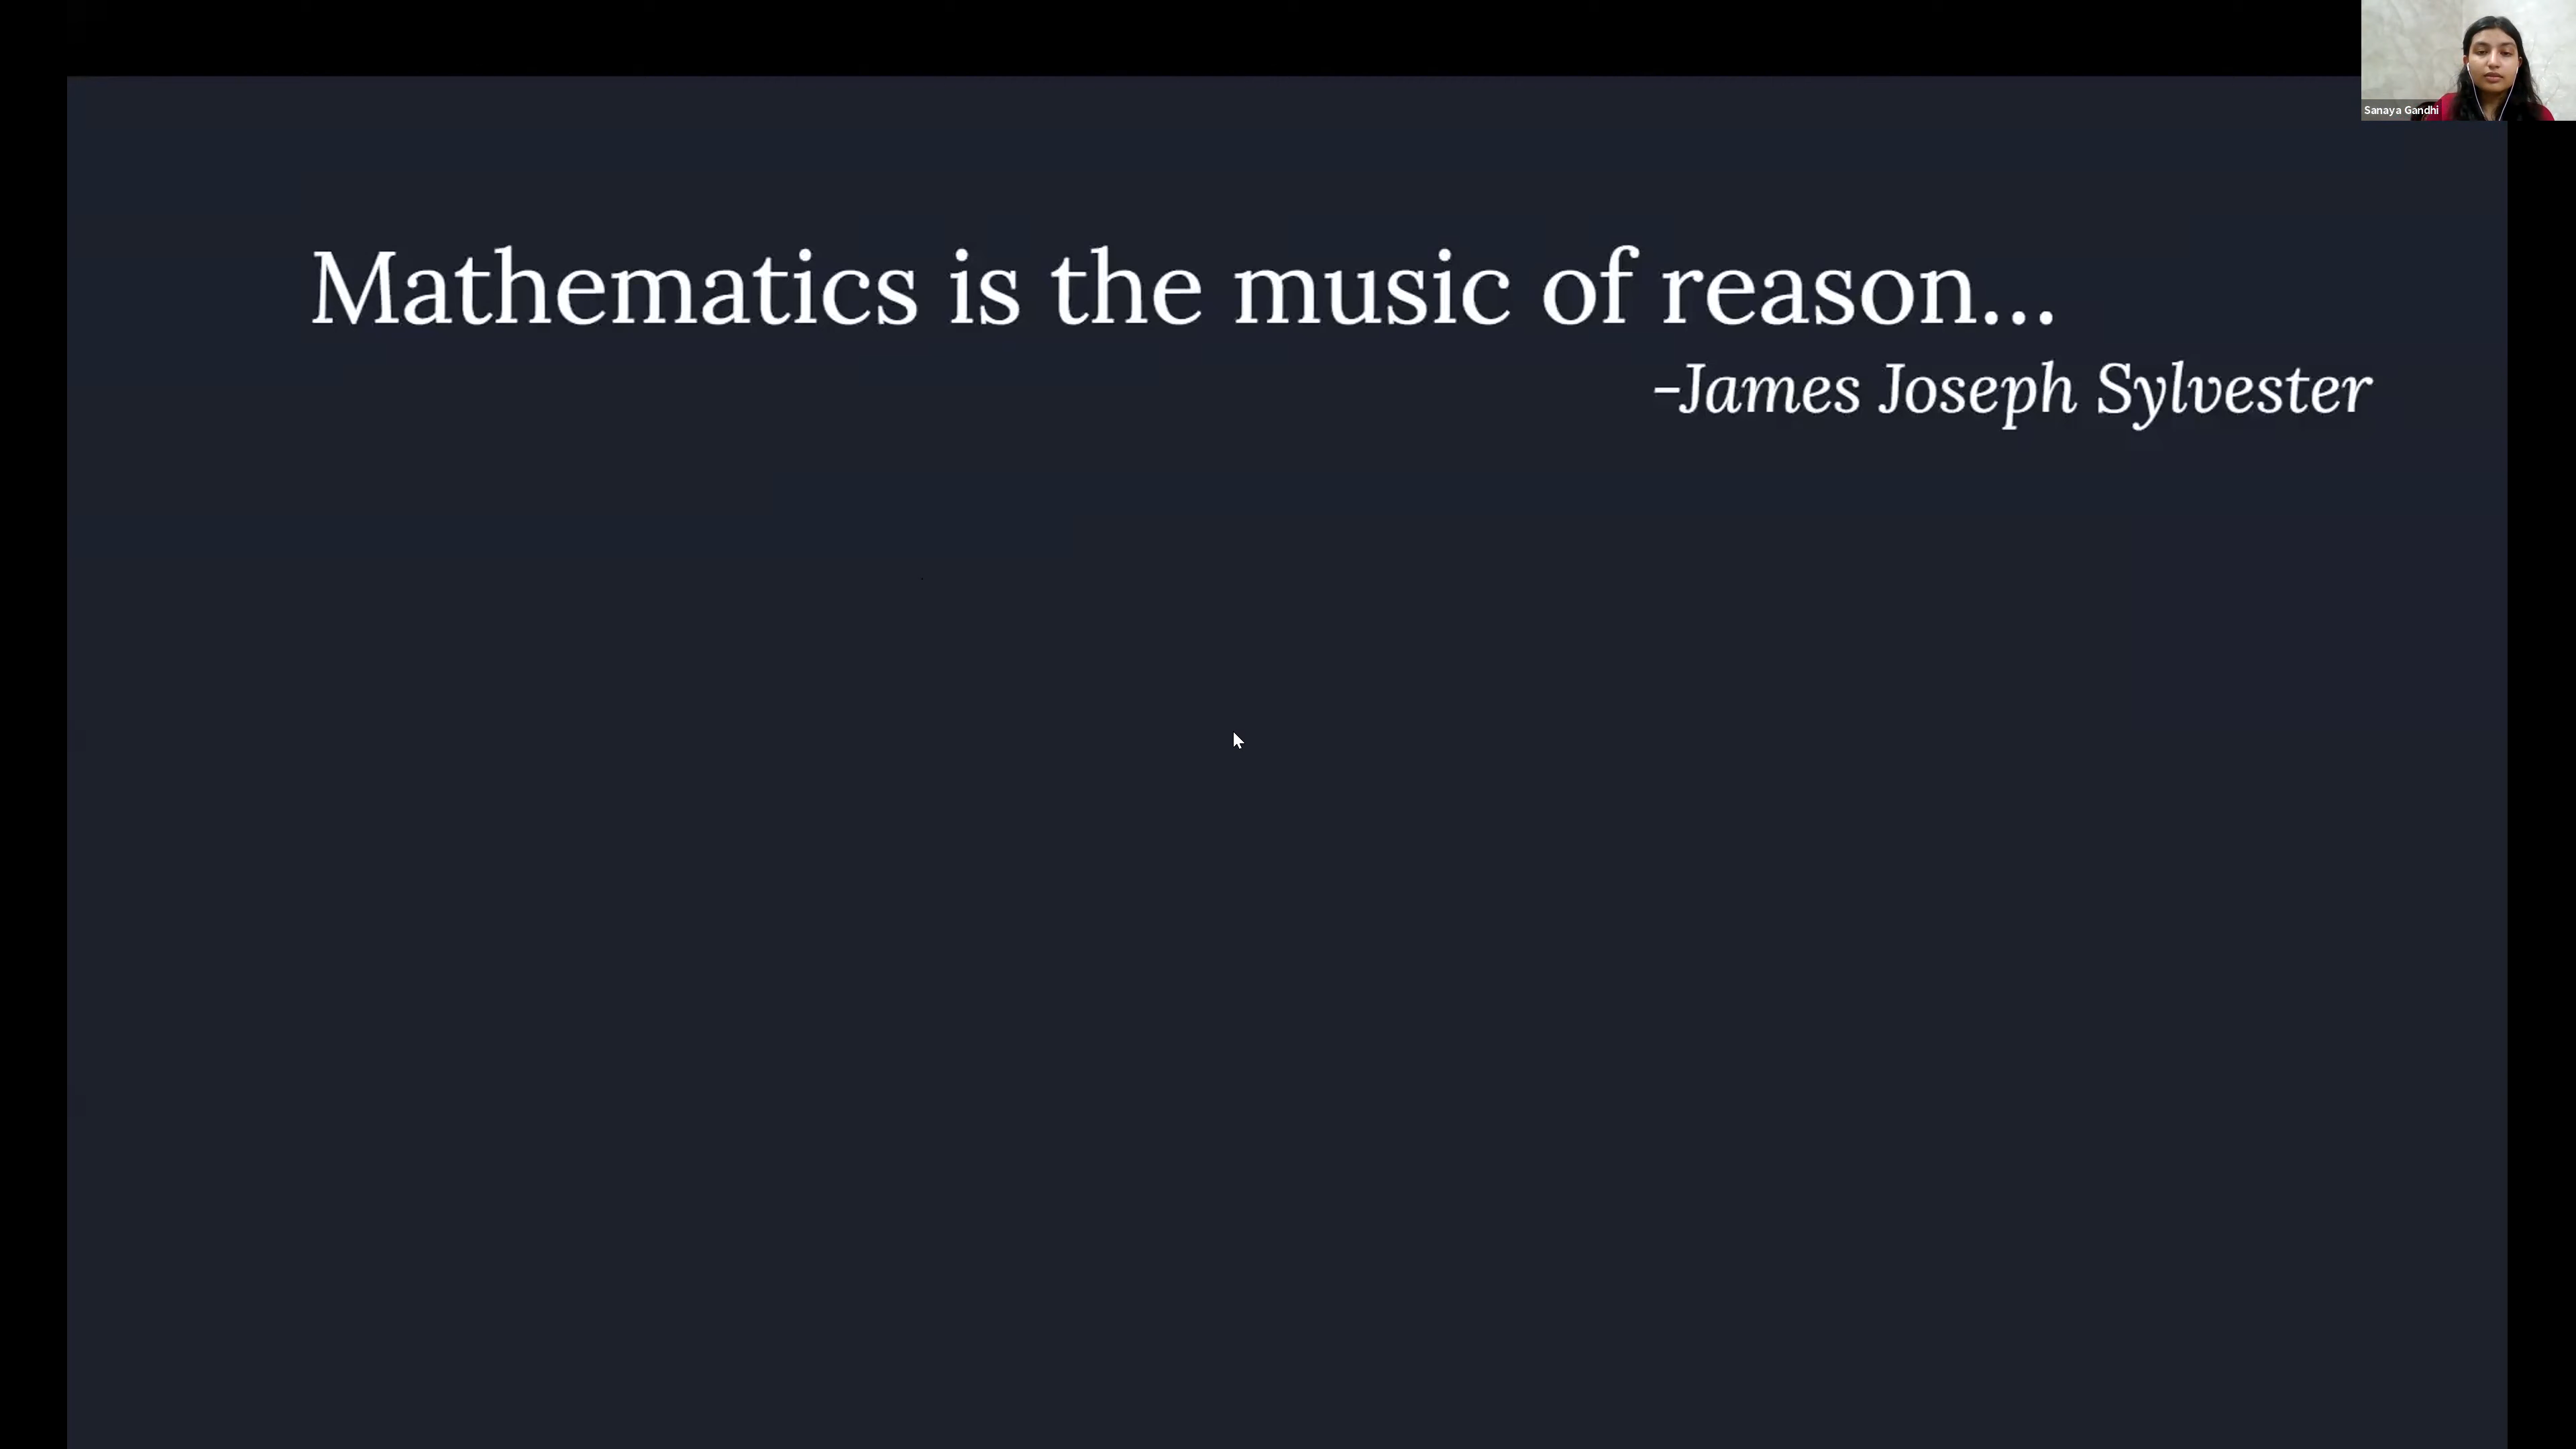 Sanaya Gandhi
Mathematics is the music of reason...
-James Joseph Sylvester